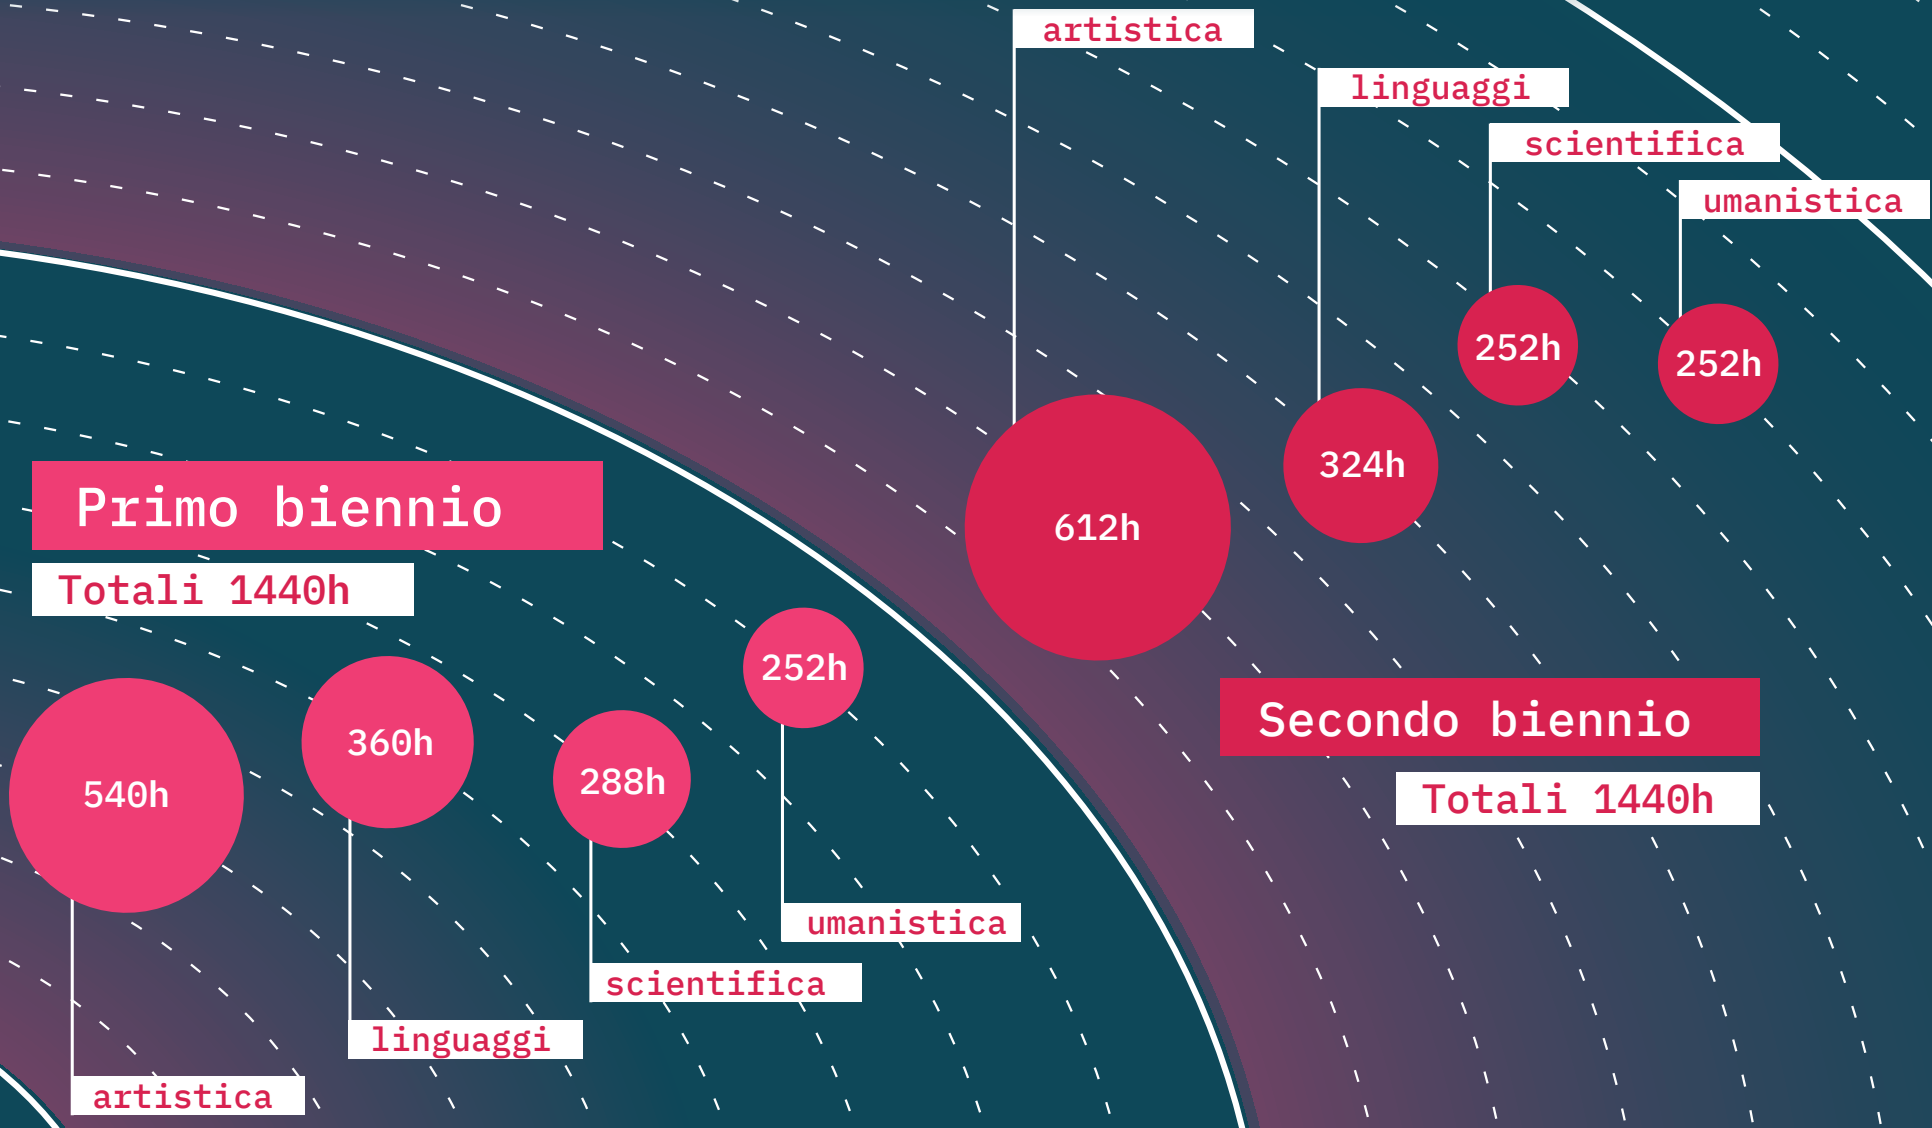 Primo biennio
Totali 1440h
540h
artistica
360h
linguaggi
288h
scientifica
252h
umanistica
Secondo biennio
Totali 1440h
artistica
612h
linguaggi
324h
scientifica
252h
umanistica
252h